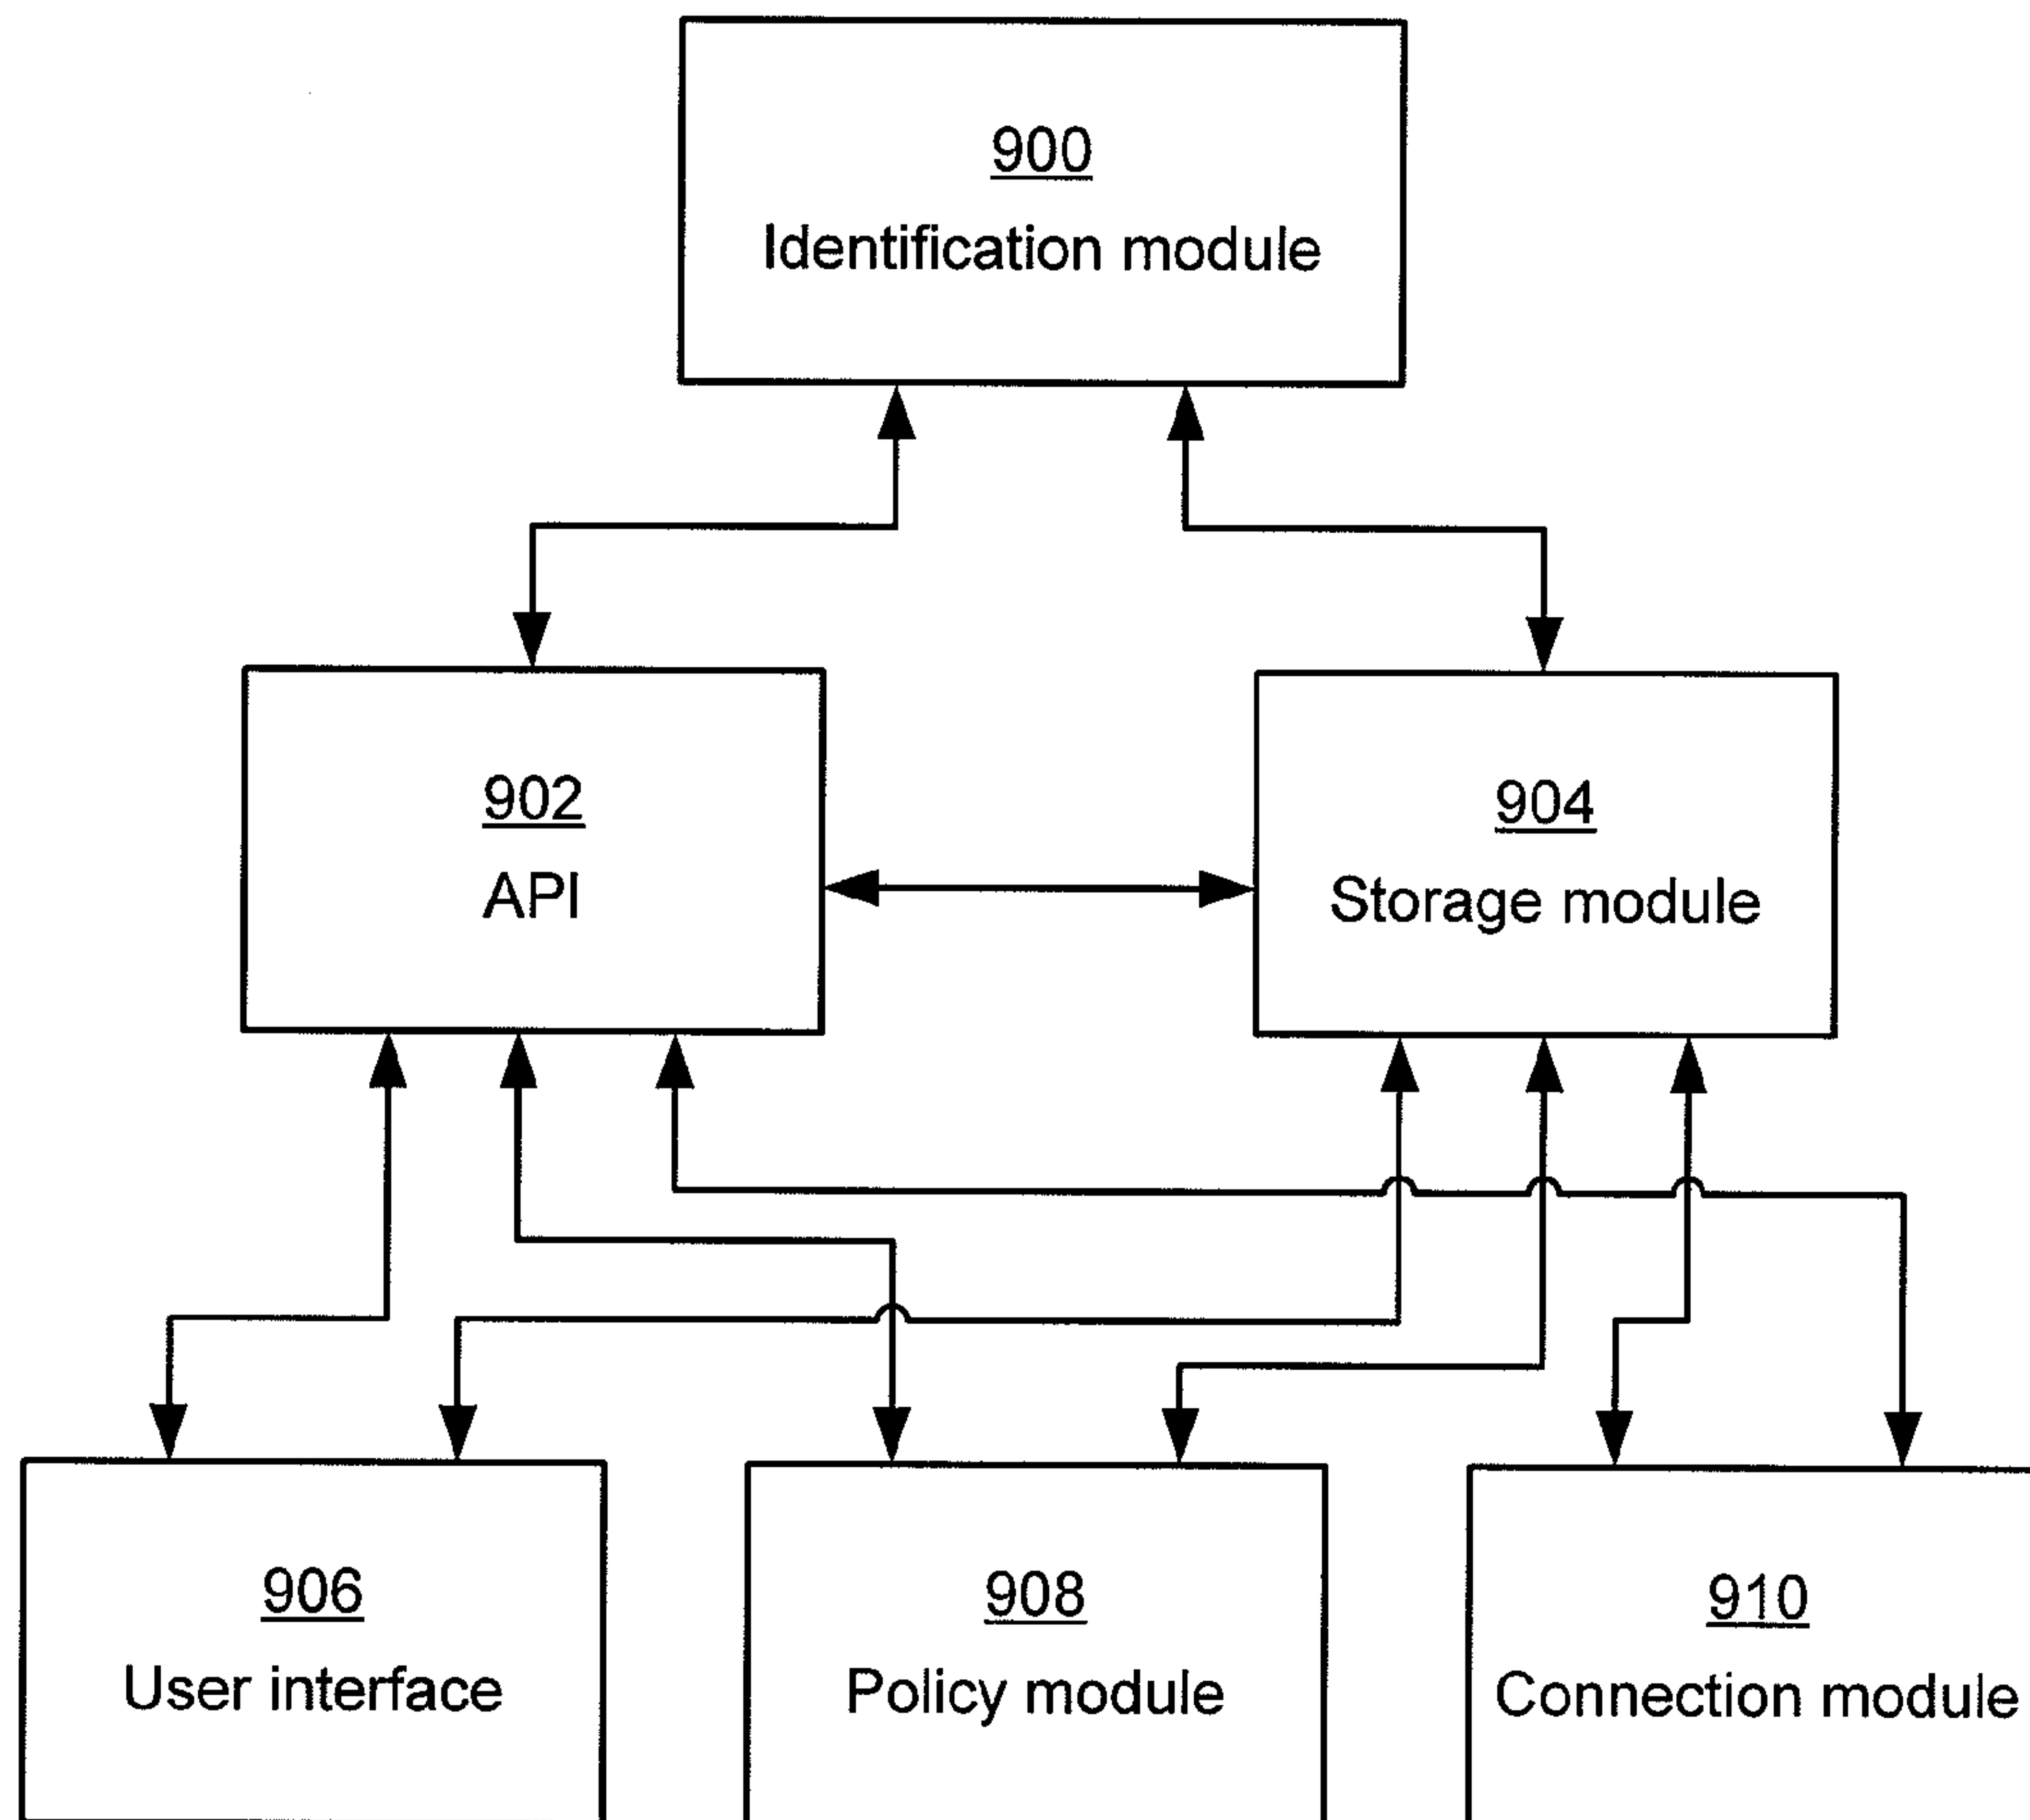 900
Identification module
902
API
904
Storage module
906
User interface
908
Policy module
910
Connection module